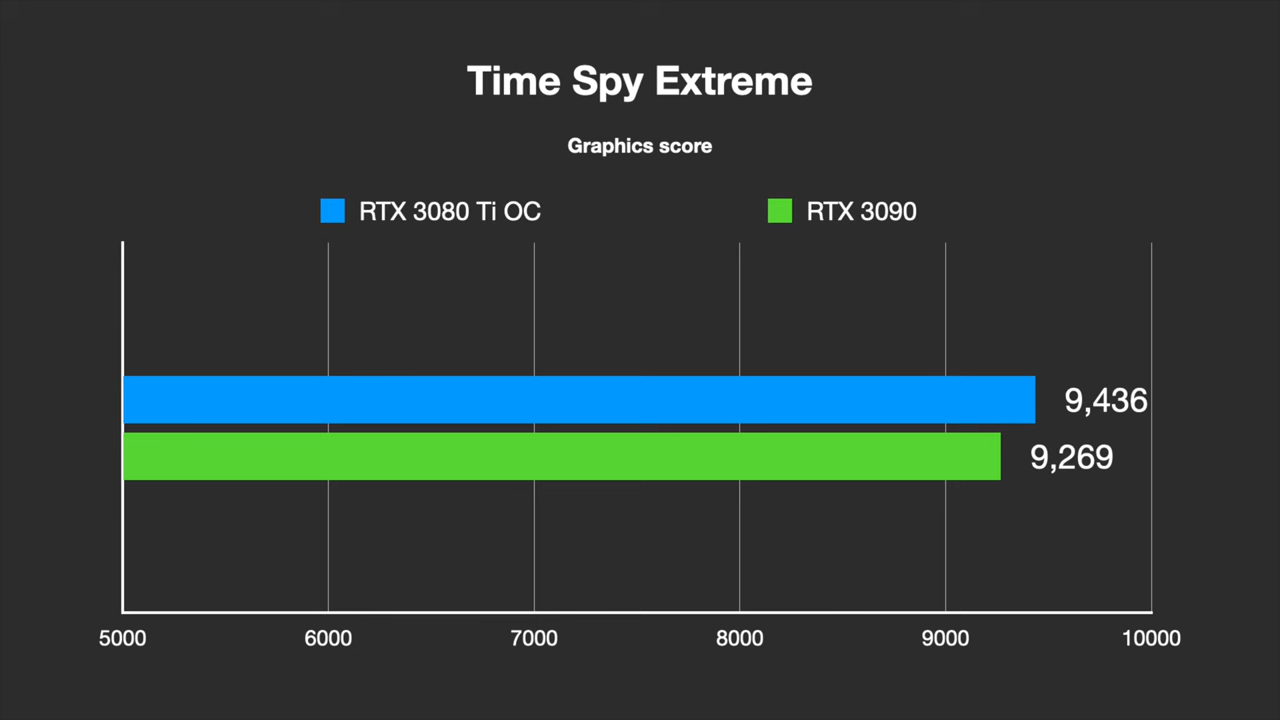 Time Spy Extreme
Graphics score
RTX 3080 Ti OC
RTX 3090
9,436
9,269
5000 6000 7000 8000 9000 10000